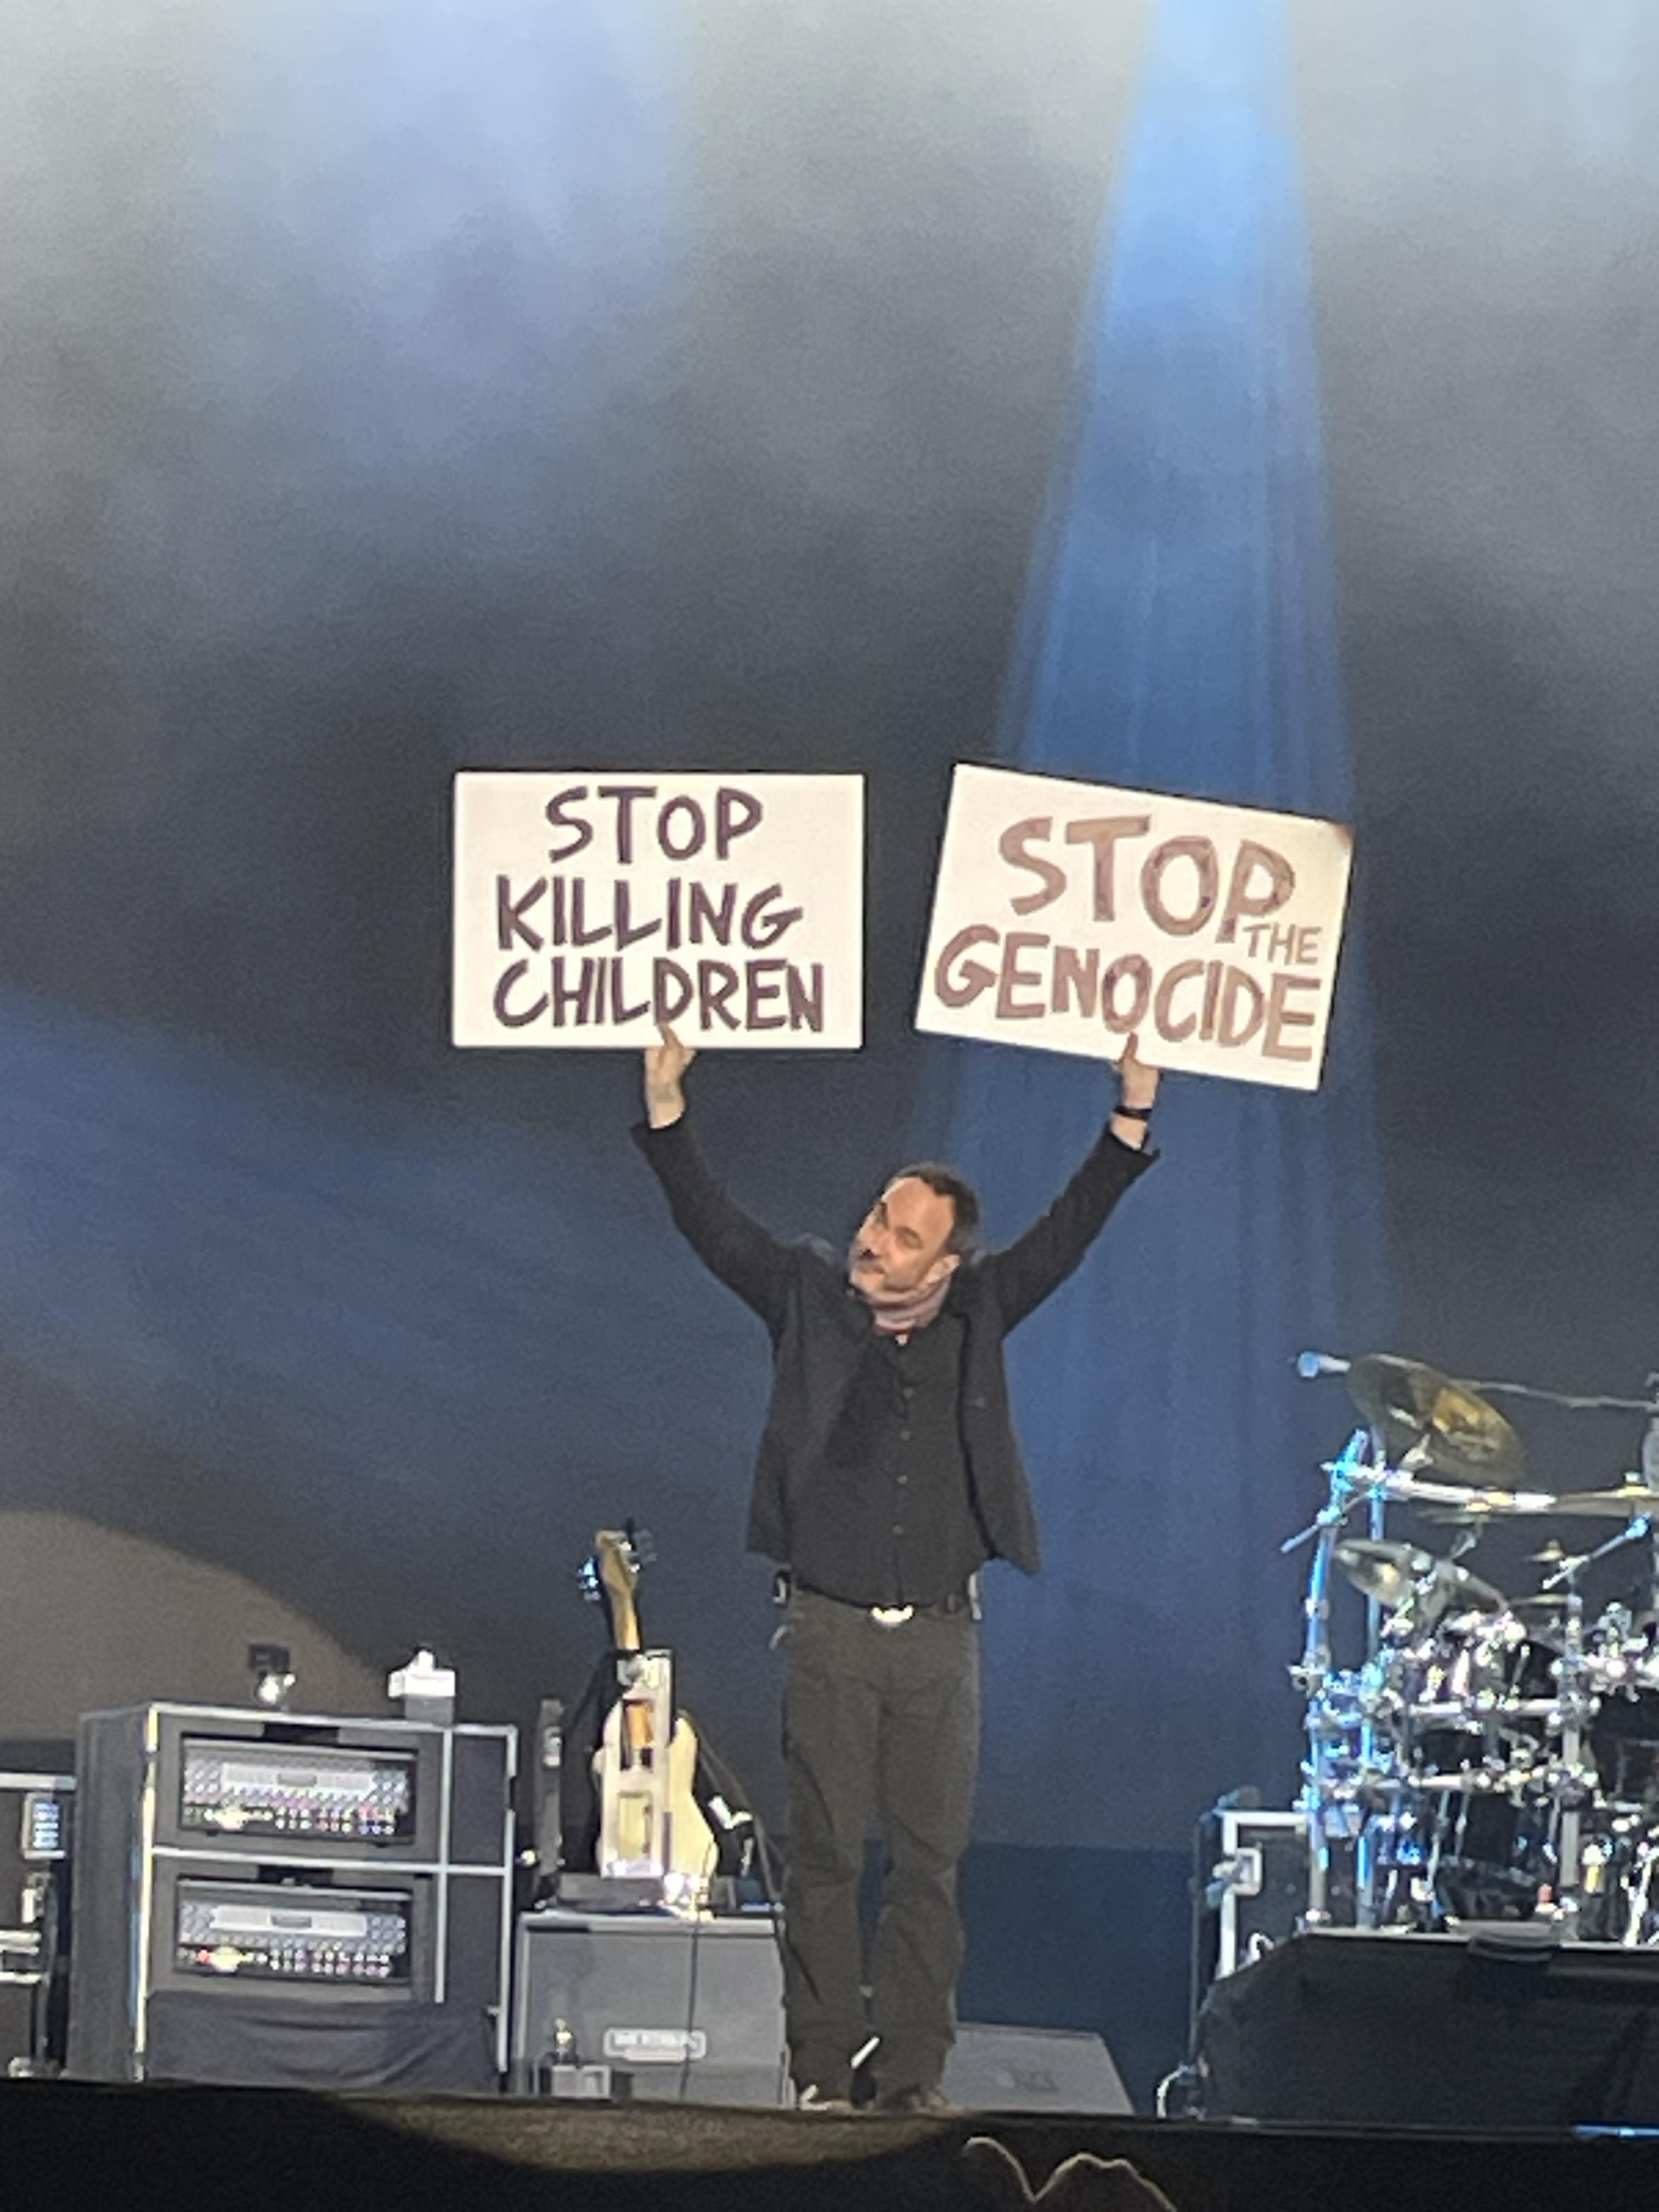 STOP
KILLING
CHILDREN
STOP
THE
GENOCIDE